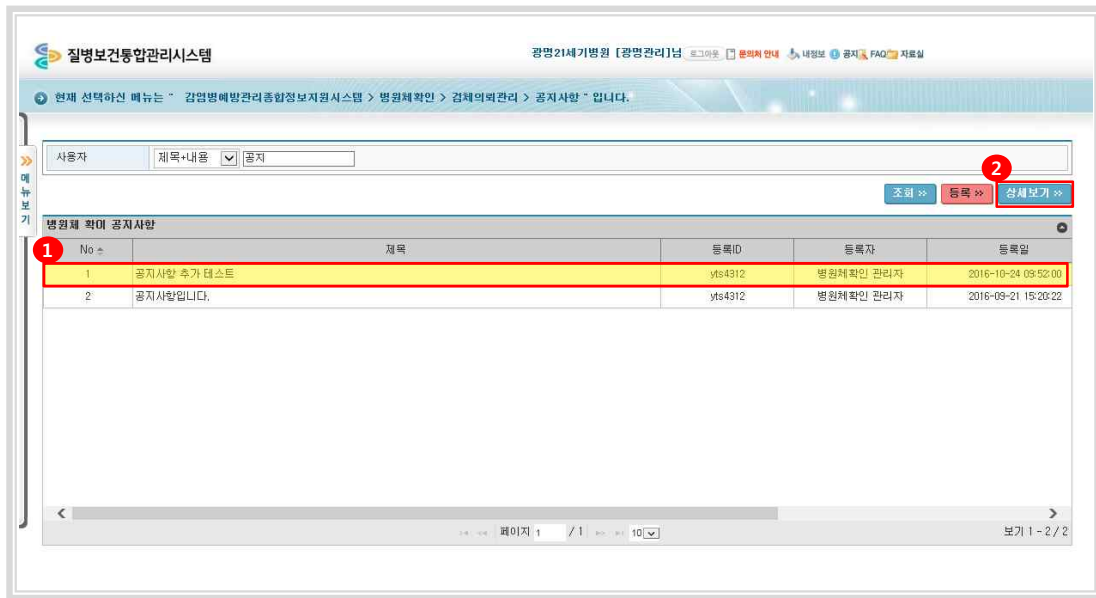 질병보건통합관리시스템
광명21세기병원 [광명관리]님 로그아웃 문의처 안내 내정보 공지 FAQ 자료실
현재 선택하신 메뉴는 " 감염병예방관리종합정보지원시스템 > 병원체확인 > 검체의뢰관리 > 공지사항 " 입니다.
메뉴보기
사용자 제목+내용 공지
2
조회 등록 상세보기
병원체 확미 공지사항
1
No 제목 등록ID 등록자 등록일
1 공지사항 추가 테스트 yts4312 병원체확인 관리자 2016-10-24 09:52:00
2 공지사항입니다. yts4312 병원체확인 관리자 2016-09-21 15:20:22
페이지 1 / 1 10 보기 1 - 2 / 2